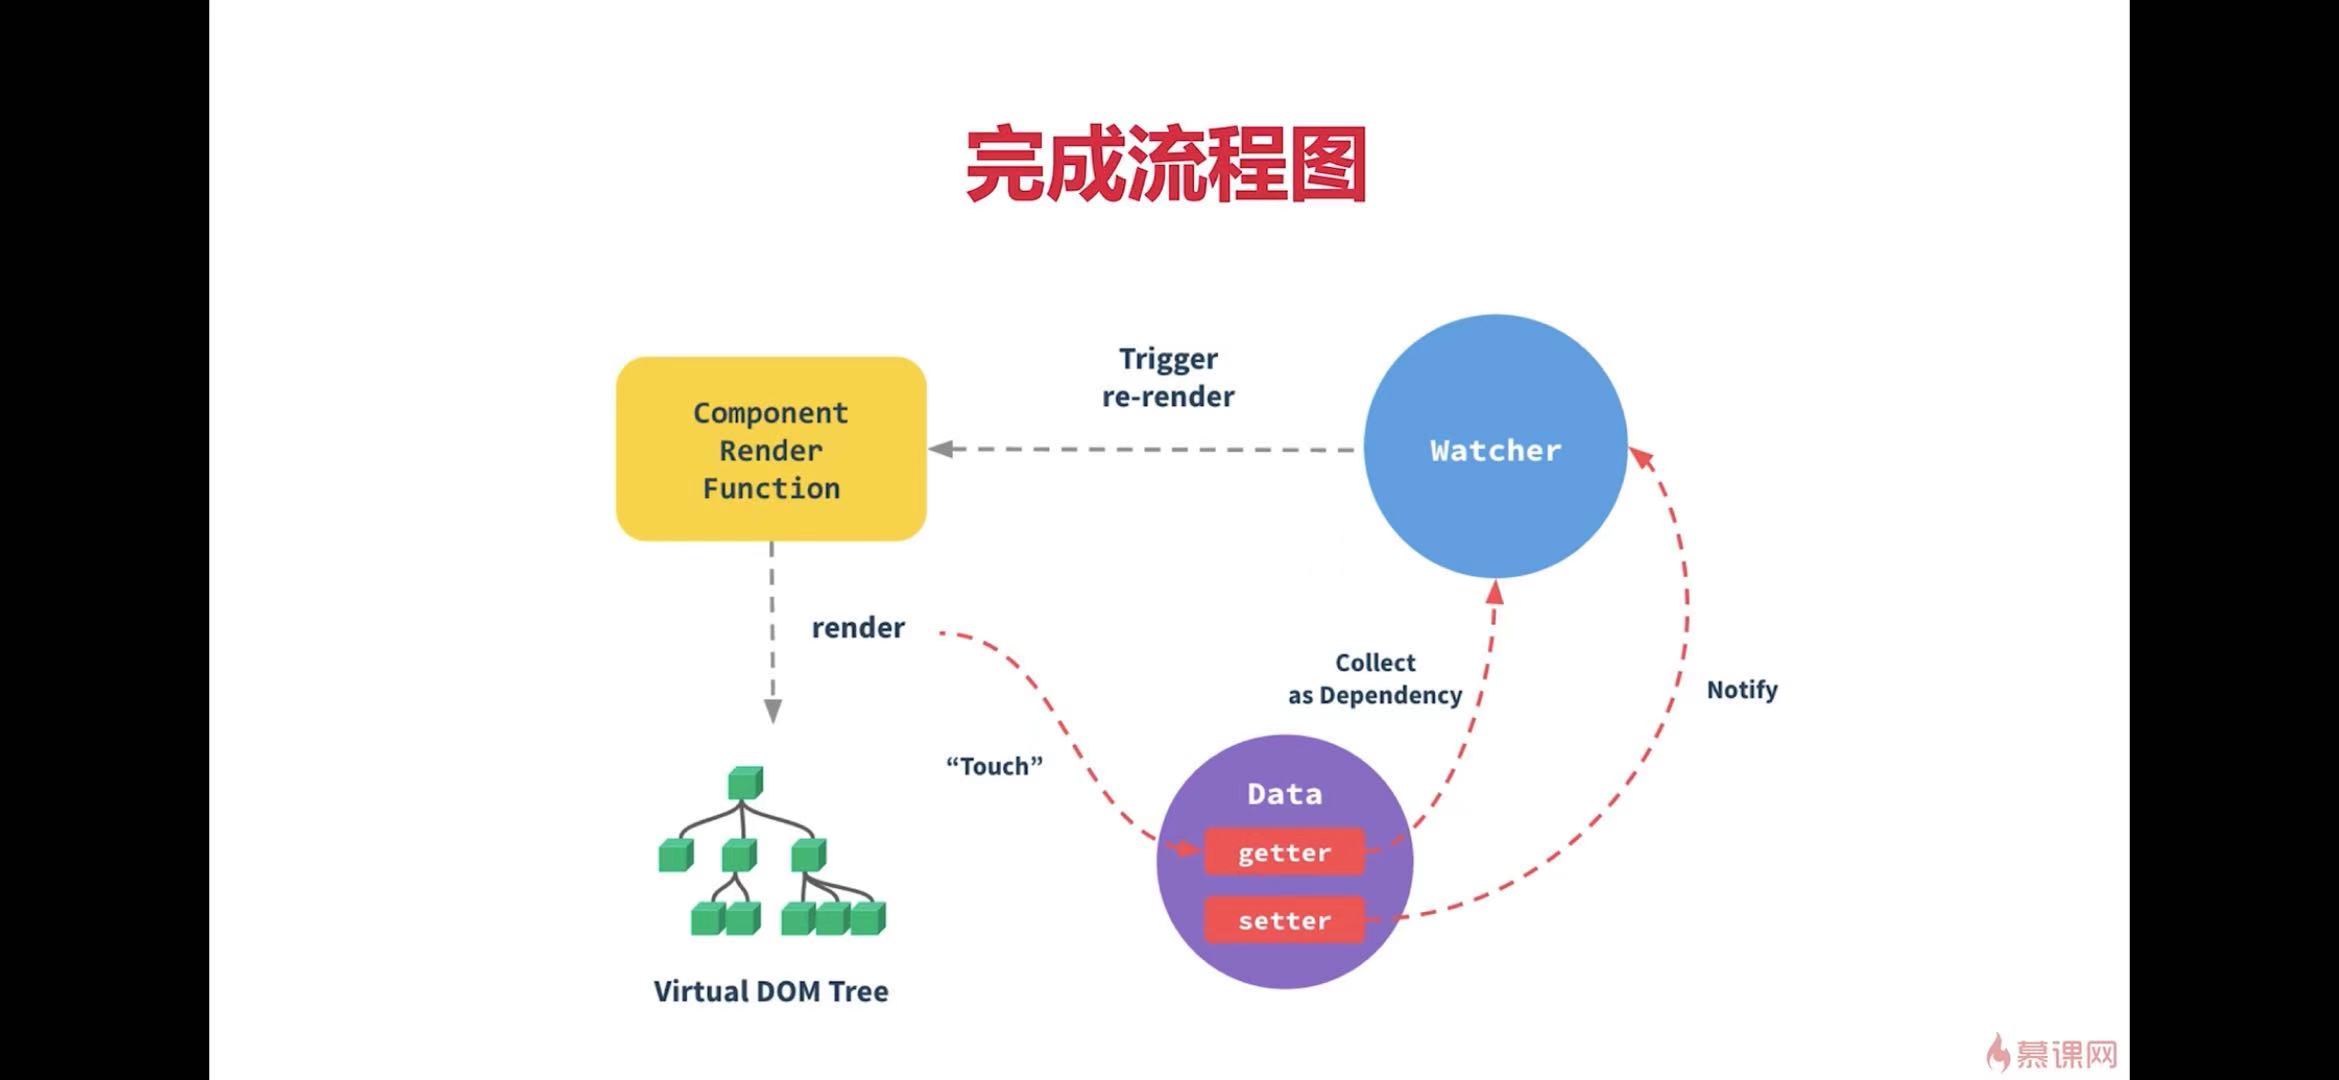 完成流程图
Trigger
re-render
Component
Render
Function
Watcher
render
Collect
as Dependency
Notify
“Touch”
Data
getter
setter
Virtual DOM Tree
慕课网